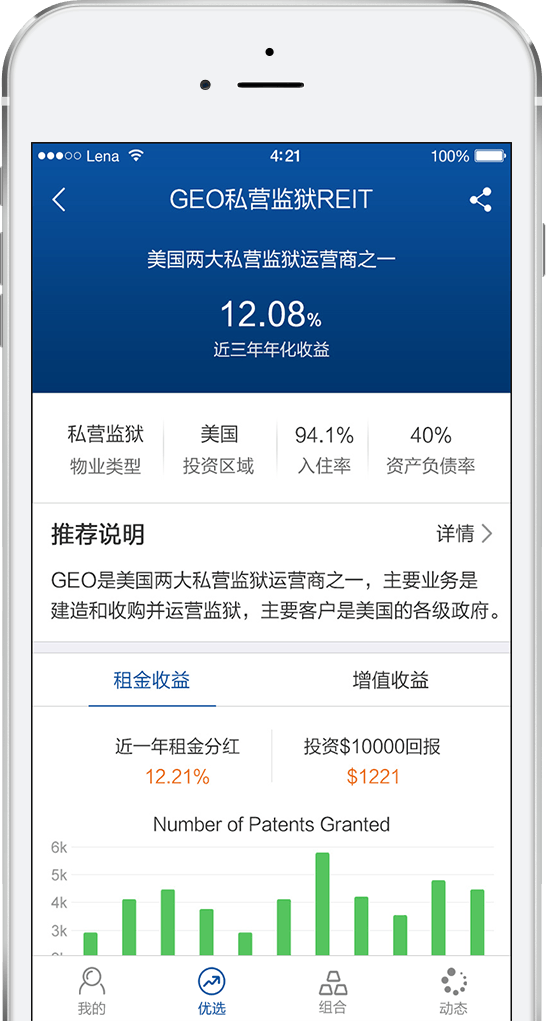 Lena 4:21 100%
GEO私营监狱REIT
美国两大私营监狱运营商之一
12.08%
近三年年化收益
私营监狱 美国 94.1% 40%
物业类型 投资区域 入住率 资产负债率
推荐说明 详情
GEO是美国两大私营监狱运营商之一，主要业务是
建造和收购并运营监狱，主要客户是美国的各级政府。
租金收益 增值收益
近一年租金分红 投资$10000回报
12.21% $1221
Number of Patents Granted
6k
5k
4k
3k
我的 优选 组合 动态